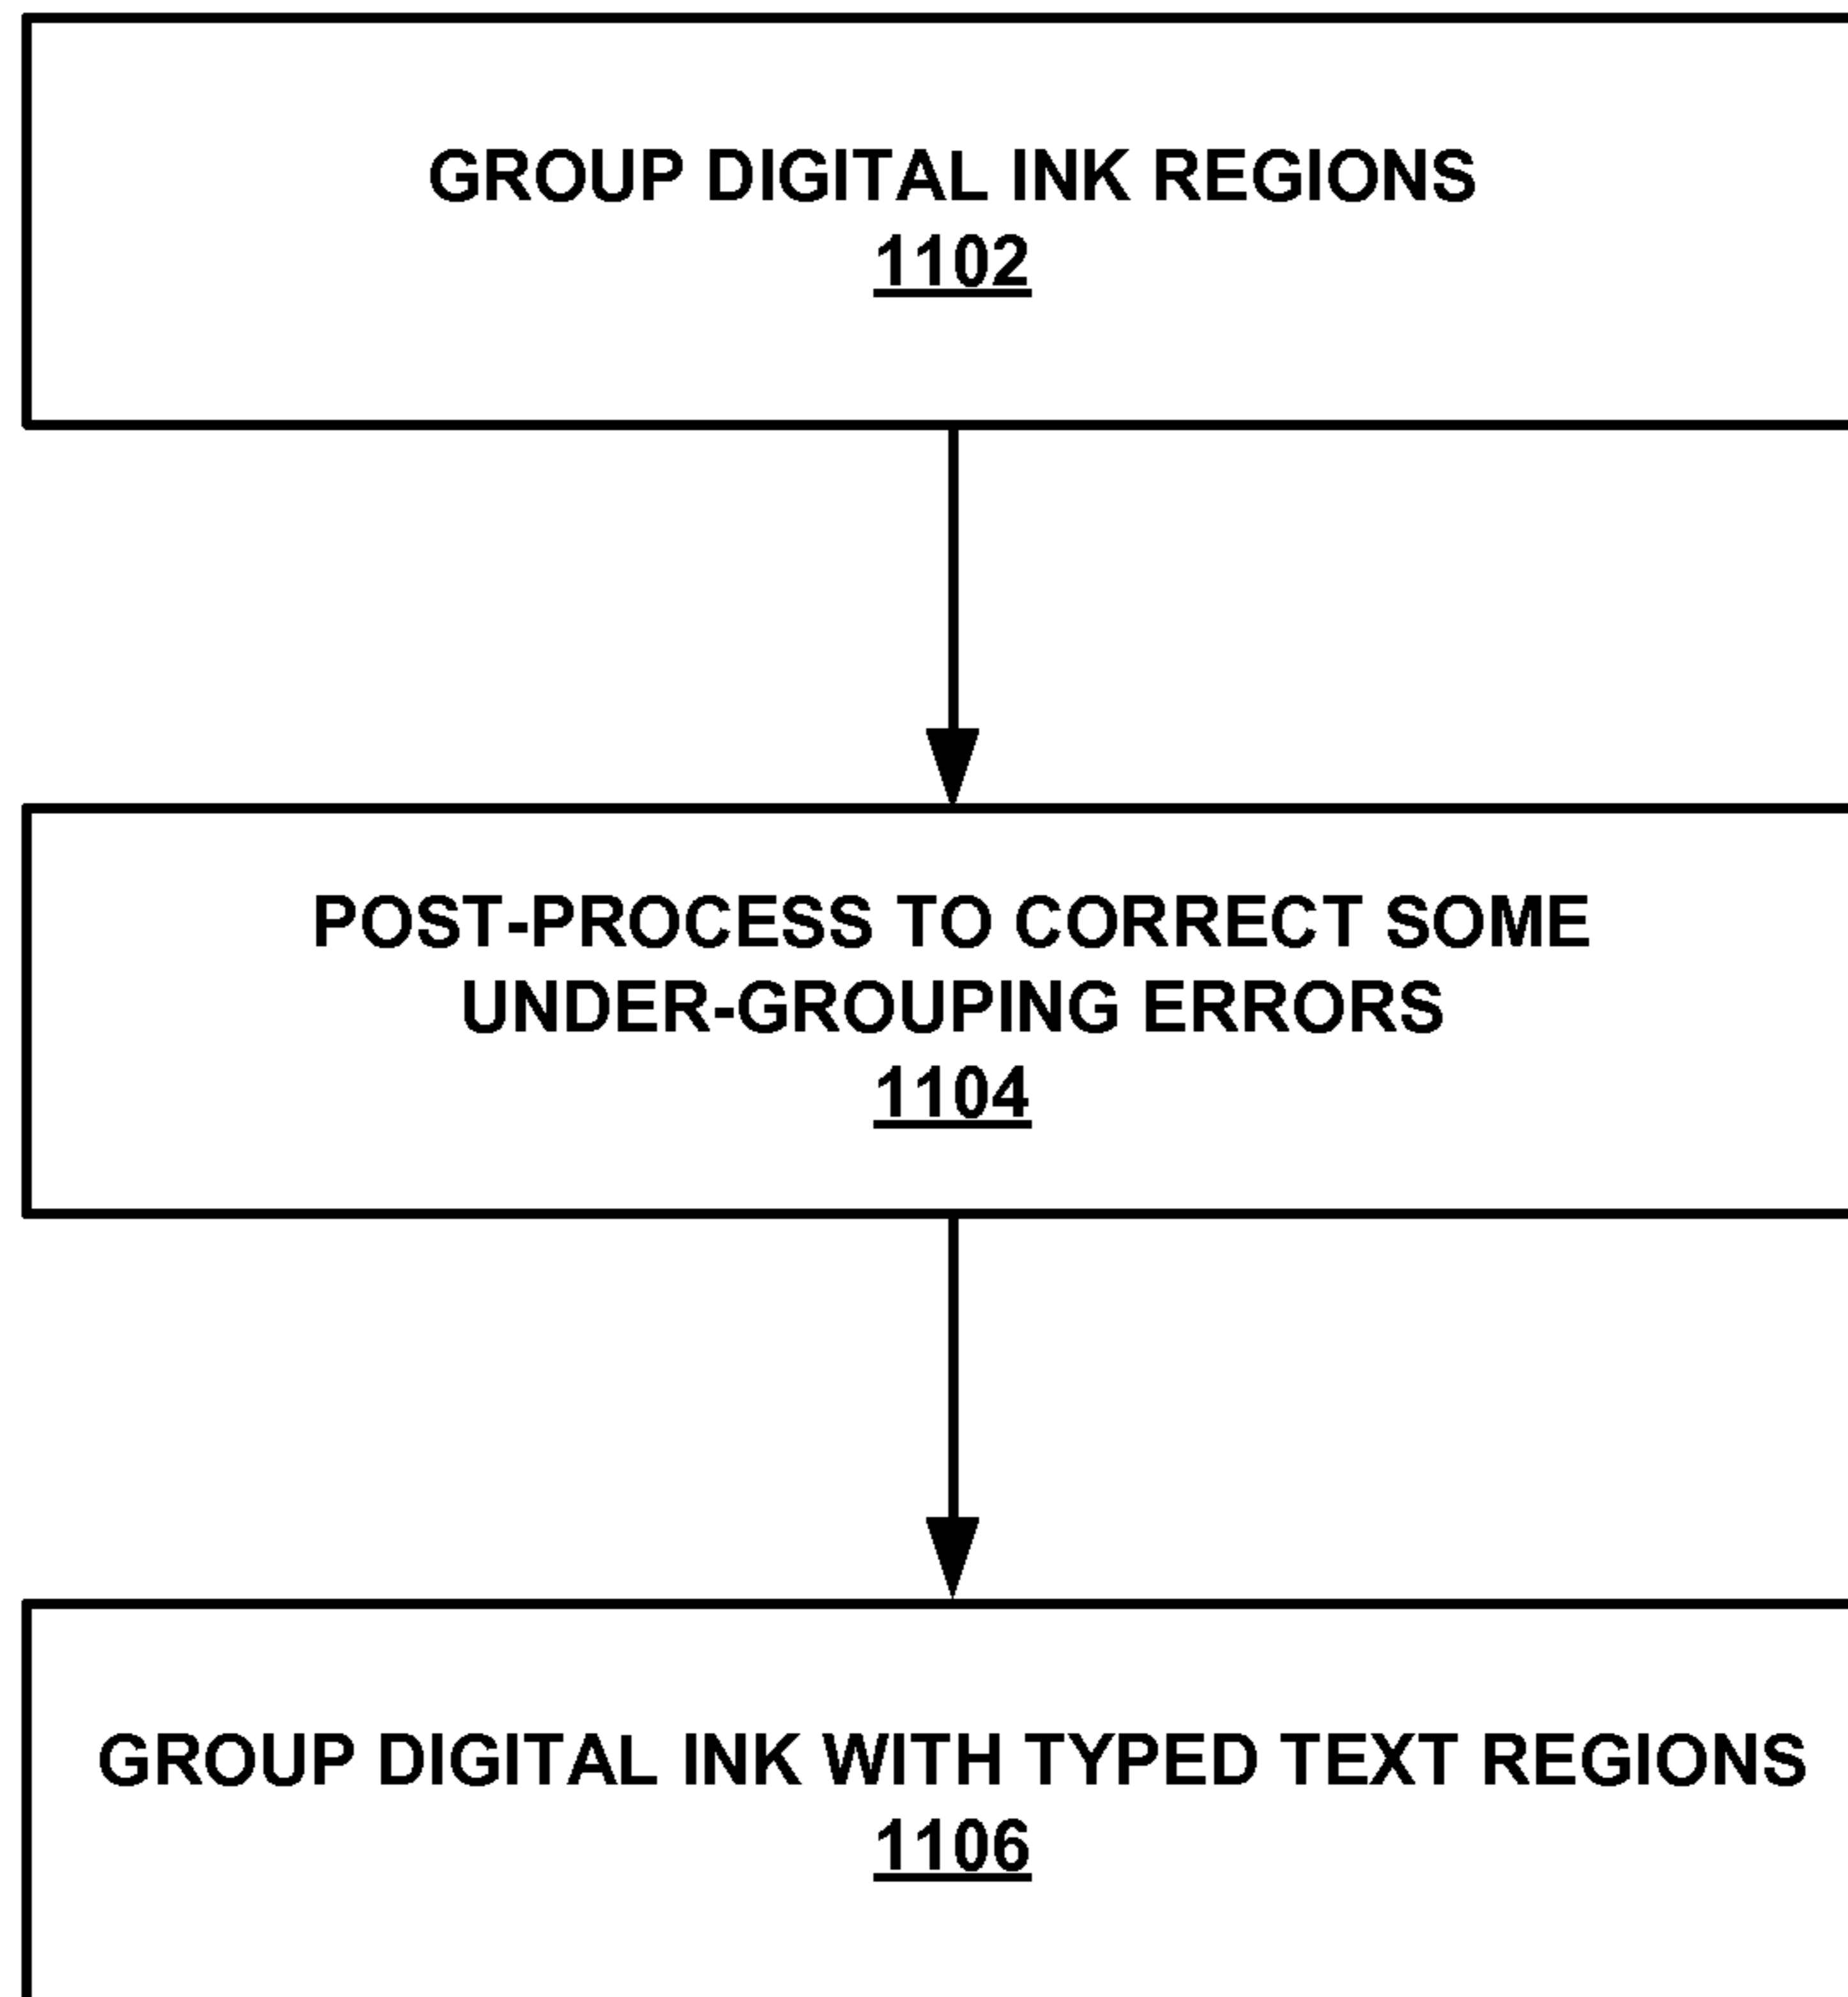 GROUP DIGITAL INK REGIONS
1102
POST-PROCESS TO CORRECT SOME
UNDER-GROUPING ERRORS
1104
GROUP DIGITAL INK WITH TYPED TEXT REGIONS
1106